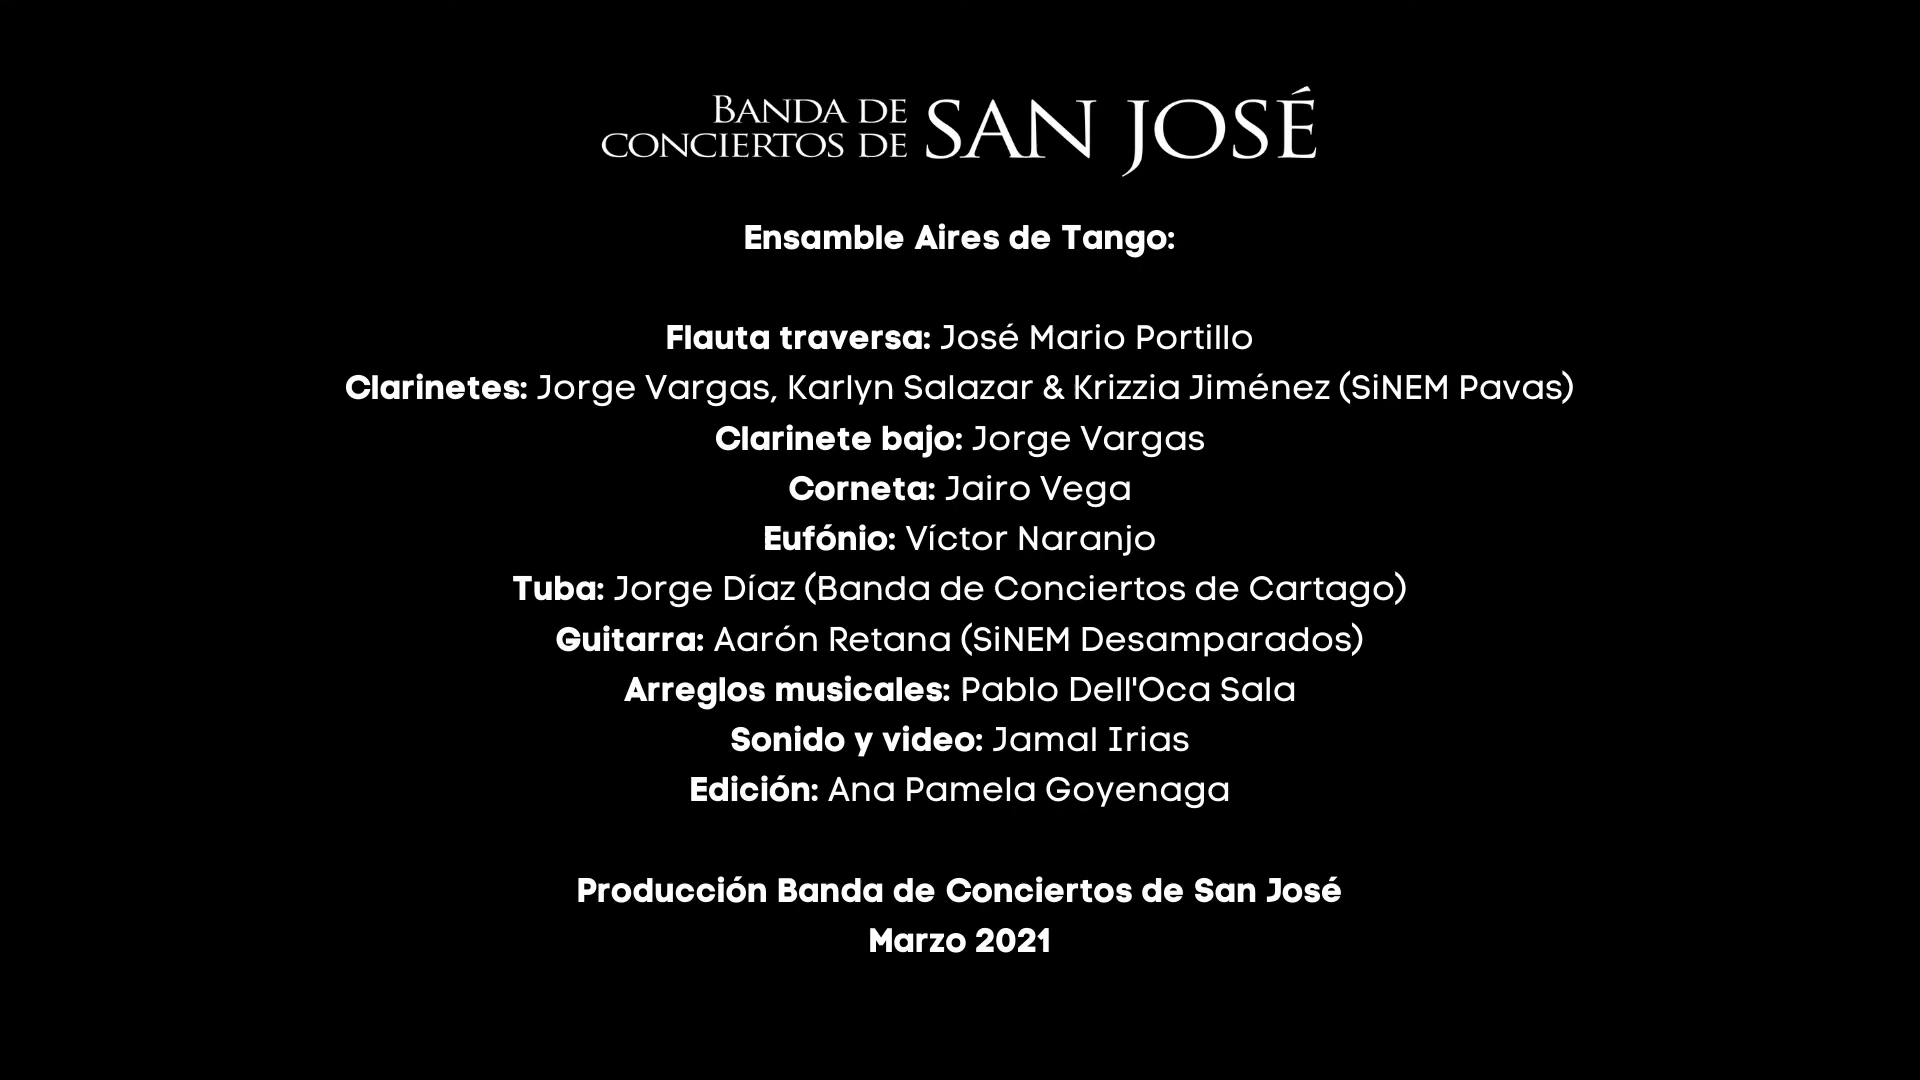 BANDA DE
CONCIERTOS DE SAN JOSÉ
Ensamble Aires de Tango:
Flauta traversa: José Mario Portillo
Clarinetes: Jorge Vargas, Karlyn Salazar & Krizzia Jiménez (SiNEM Pavas)
Clarinete bajo: Jorge Vargas
Corneta: Jairo Vega
Eufónio: Víctor Naranjo
Tuba: Jorge Díaz (Banda de Conciertos de Cartago)
Guitarra: Aarón Retana (SiNEM Desamparados)
Arreglos musicales: Pablo Dell'Oca Sala
Sonido y video: Jamal Irias
Edición: Ana Pamela Goyenaga
Producción Banda de Conciertos de San José
Marzo 2021